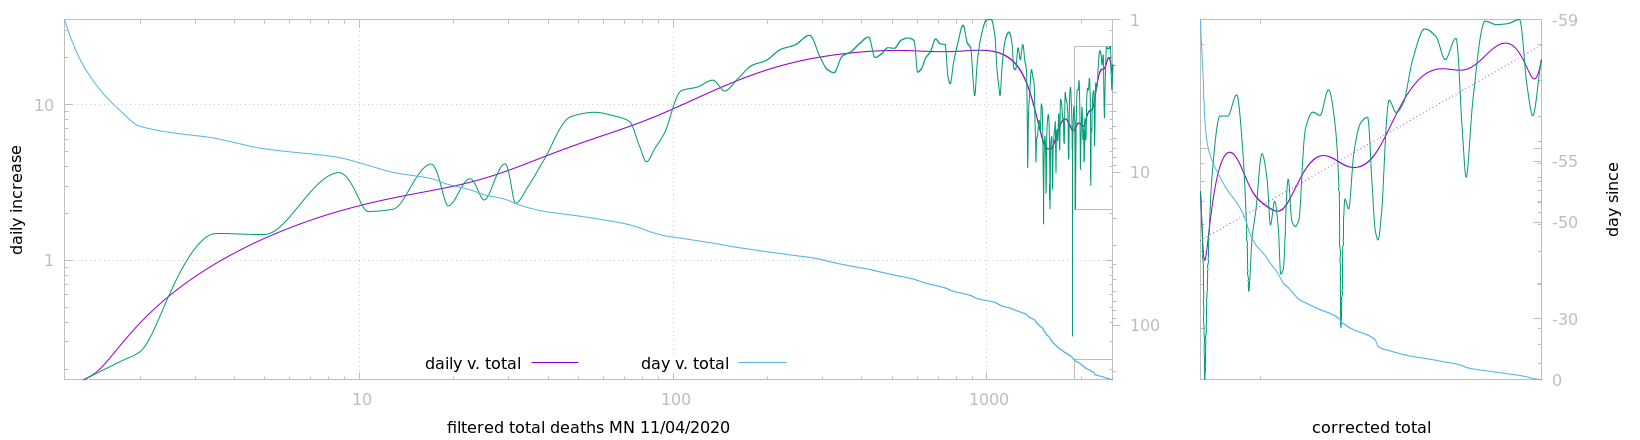 daily increase
10
1
10
100
1000
filtered total deaths MN 11/04/2020
daily v. total
day v. total
1
10
100
-59
-55
-50
-30
0
day since
corrected total